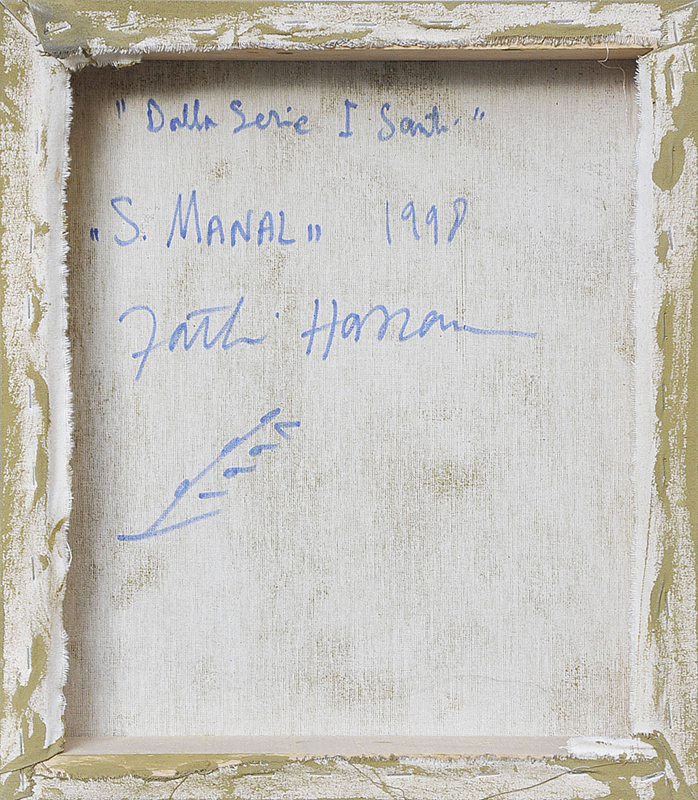 "Dalla Serie I Santi"
"S. MANAL" 1998
Fathi Hassan